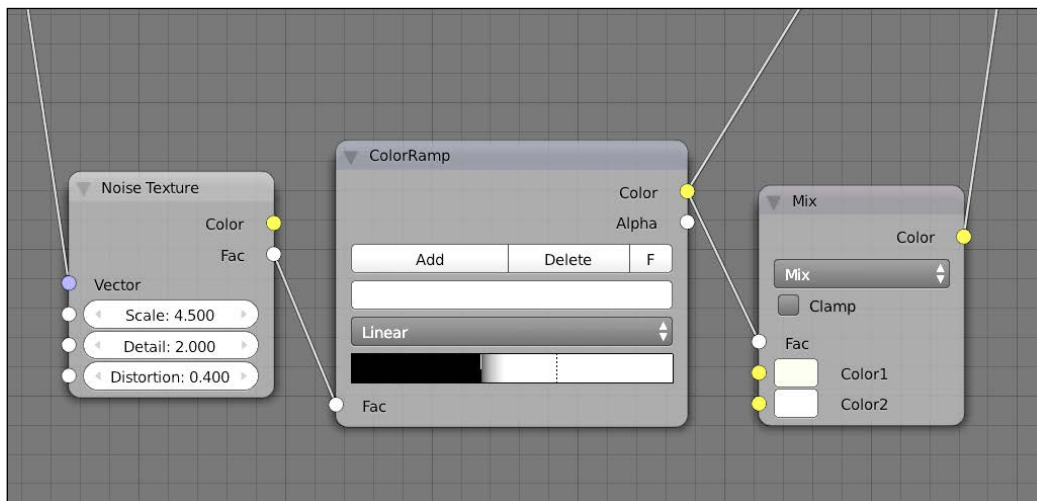 Noise Texture
Color
Fac
Vector
Scale: 4.500
Detail: 2.000
Distortion: 0.400
ColorRamp
Color
Alpha
Add Delete F
Linear
Fac
Mix
Color
Mix
Clamp
Fac
Color1
Color2